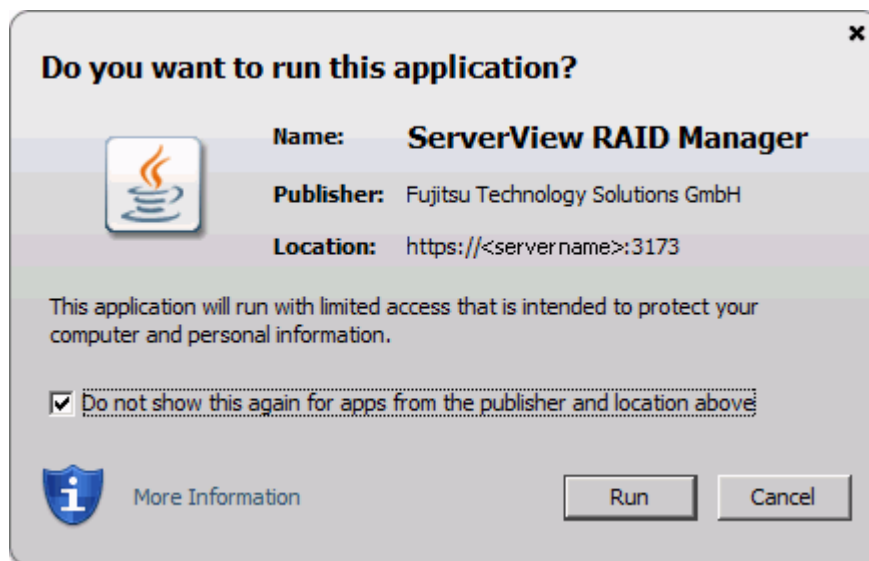 Do you want to run this application?
Name: ServerView RAID Manager
Publisher: Fujitsu Technology Solutions GmbH
Location: https://<servername>:3173
This application will run with limited access that is intended to protect your
computer and personal information.
Do not show this again for apps from the publisher and location above
More Information Run Cancel